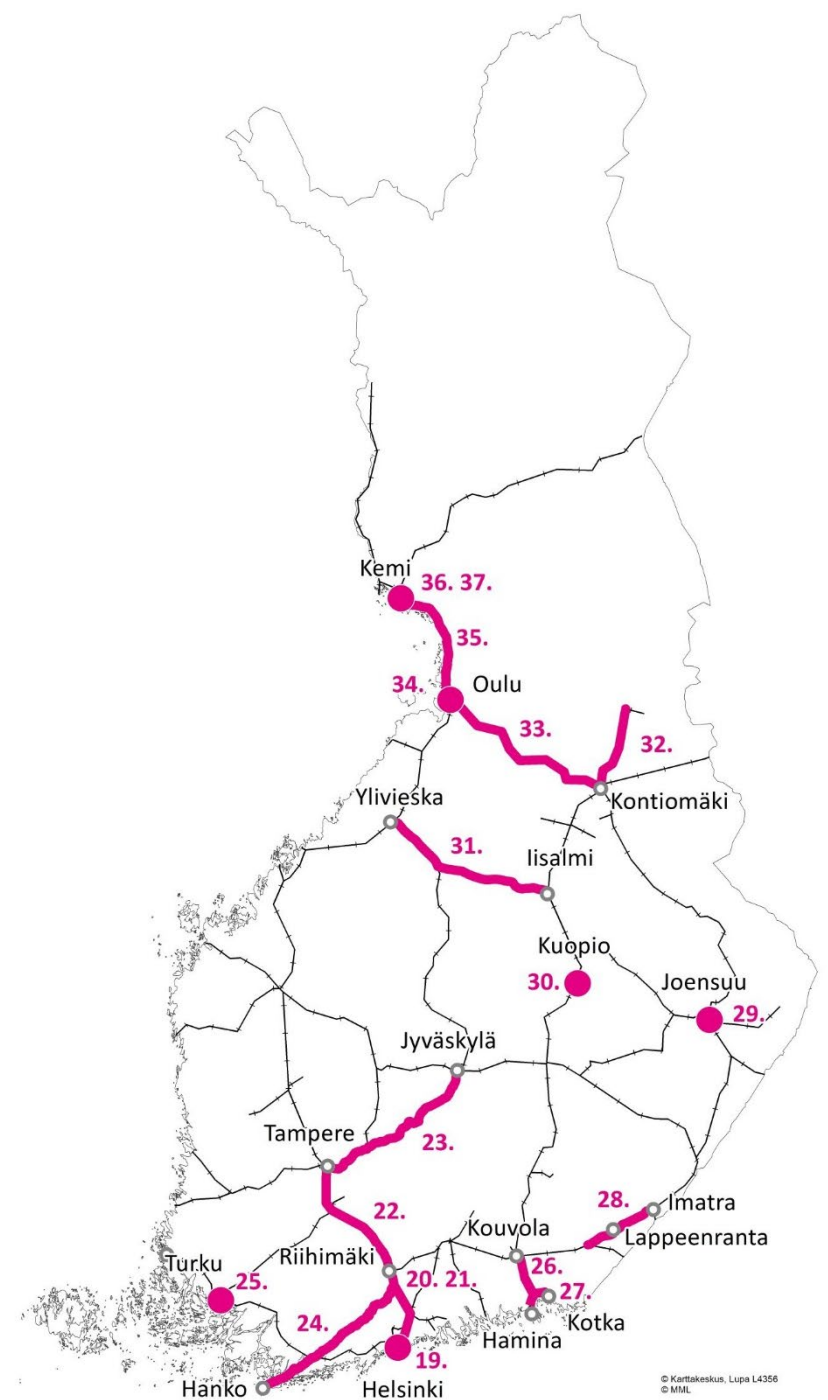 Kemi
36. 37.
35.
34.
Oulu
33.
32.
Ylivieska
Kontiomäki
31.
Iisalmi
Kuopio
30.
Joensuu
29.
Jyväskylä
Tampere
23.
22.
28.
Imatra
Kouvola
Lappeenranta
Turku
Riihimäki
25.
20. 21.
26.
27.
24.
Kotka
Hamina
19.
Hanko
Helsinki
© Karttakeskus, Lupa L4356
© MML